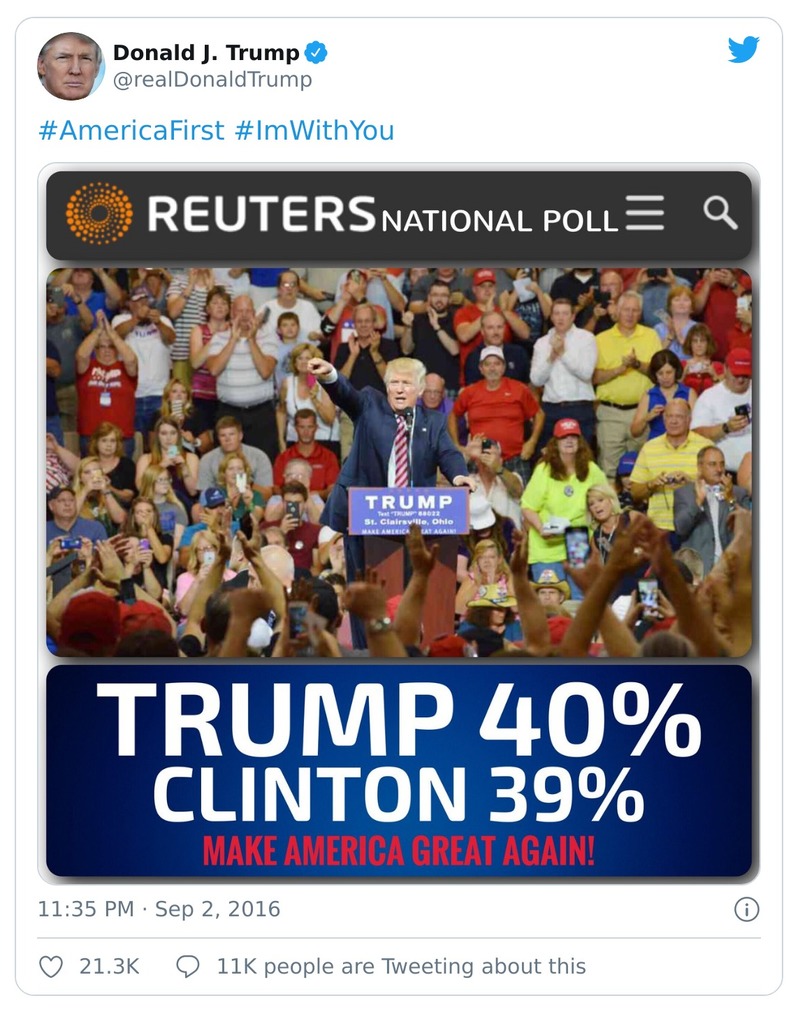 Donald J. Trump
@realDonaldTrump
#AmericaFirst #ImWithYou
REUTERS NATIONAL POLL
TRUMP
Text "TRUMP" 88022
St. Clairsville, Ohio
MAKE AMERICA GREAT AGAIN!
TRUMP 40%
CLINTON 39%
MAKE AMERICA GREAT AGAIN!
11:35 PM · Sep 2, 2016
21.3K
11K people are Tweeting about this